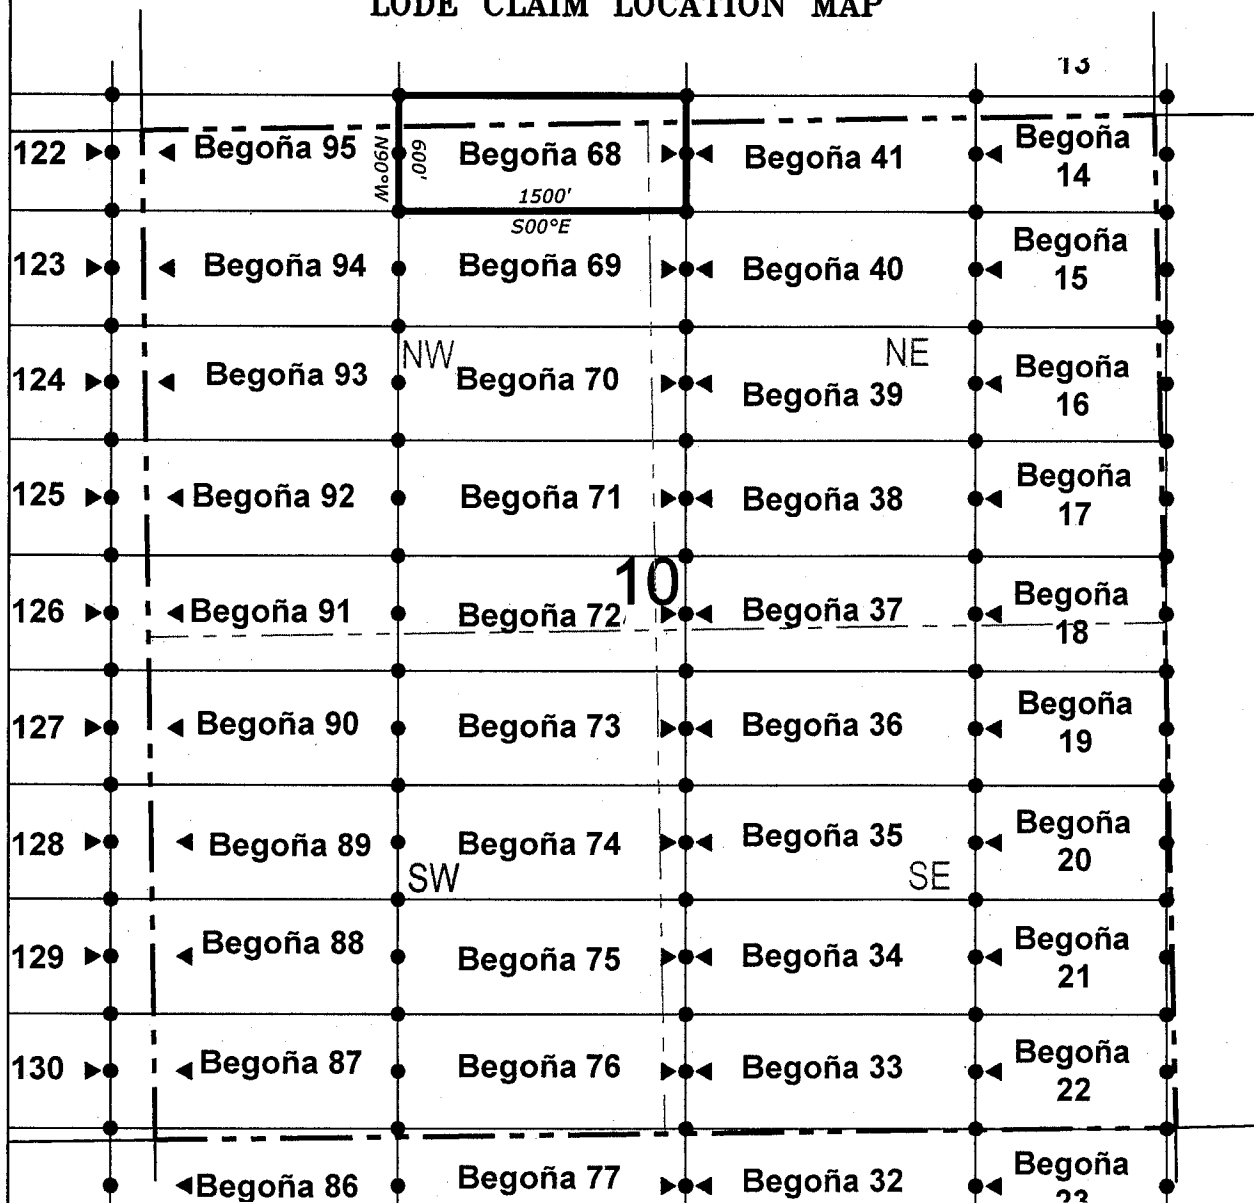 LODE CLAIM LOCATION MAP
13
122
Begoña 95
N90°W
600'
Begoña 68
1500'
S00°E
Begoña 41
Begoña
14
123
Begoña 94
Begoña 69
Begoña 40
Begoña
15
NW
NE
124
Begoña 93
Begoña 70
Begoña 39
Begoña
16
125
Begoña 92
Begoña 71
Begoña 38
Begoña
17
10
126
Begoña 91
Begoña 72
Begoña 37
Begoña
18
127
Begoña 90
Begoña 73
Begoña 36
Begoña
19
128
Begoña 89
Begoña 74
Begoña 35
Begoña
20
SW
SE
129
Begoña 88
Begoña 75
Begoña 34
Begoña
21
130
Begoña 87
Begoña 76
Begoña 33
Begoña
22
Begoña 86
Begoña 77
Begoña 32
Begoña
23